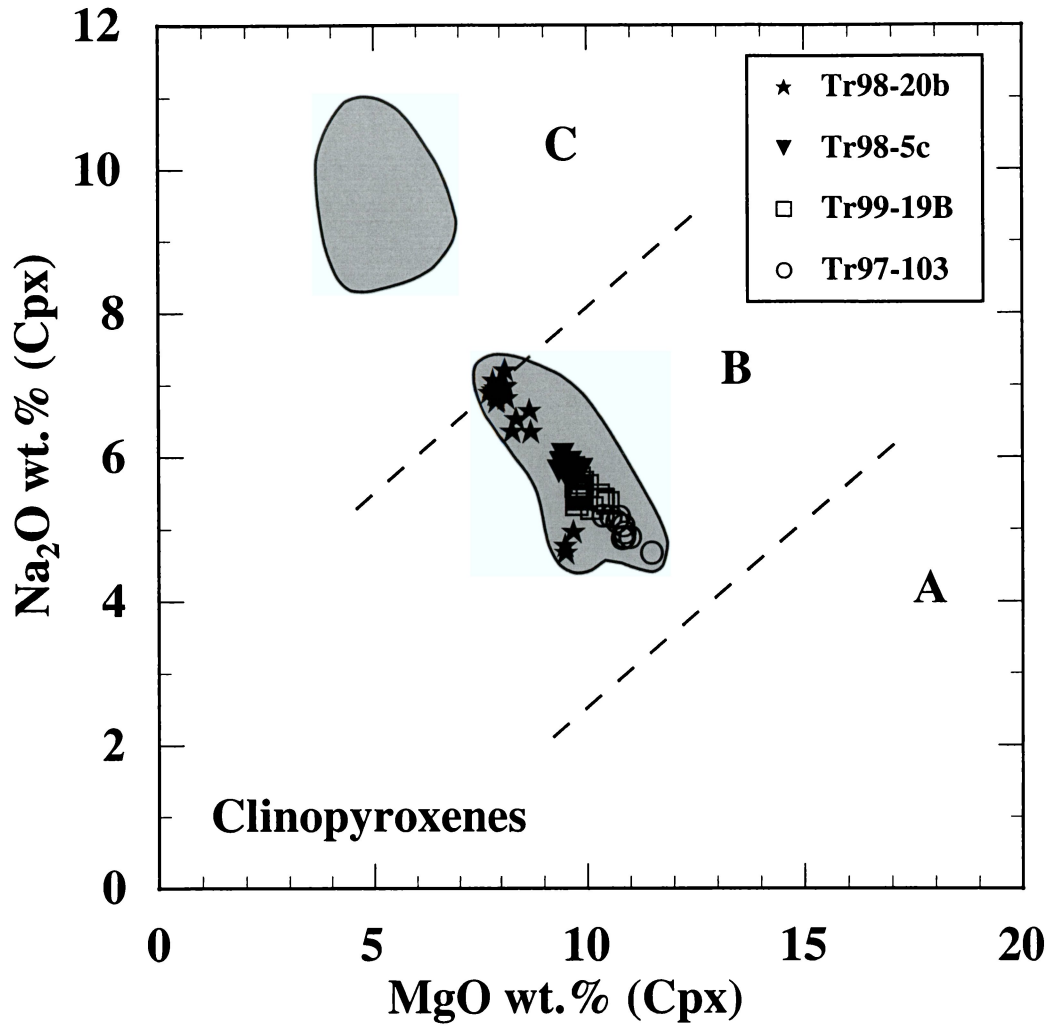 12
10
8
6
4
2
0
Na₂O wt.% (Cpx)
C
B
A
Tr98-20b
Tr98-5c
Tr99-19B
Tr97-103
Clinopyroxenes
0 5 10 15 20
MgO wt.% (Cpx)